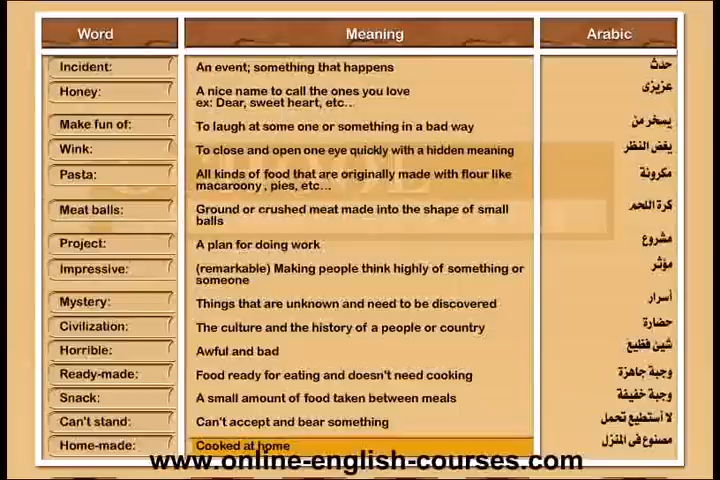 Word Meaning Arabic
Incident: An event; something that happens حدث
Honey: A nice name to call the ones you love عزيزى
ex: Dear, sweet heart, etc...
Make fun of: To laugh at some one or something in a bad way يسخر من
Wink: To close and open one eye quickly with a hidden meaning يغض النظر
Pasta: All kinds of food that are originally made with flour like مكرونة
macaroony, pies, etc...
Meat balls: Ground or crushed meat made into the shape of small كرة اللحم
balls
Project: A plan for doing work مشروع
Impressive: (remarkable) Making people think highly of something or مؤثر
someone
Mystery: Things that are unknown and need to be discovered أسرار
Civilization: The culture and the history of a people or country حضارة
Horrible: Awful and bad شيئ فظيع
Ready-made: Food ready for eating and doesn't need cooking وجبة جاهزة
Snack: A small amount of food taken between meals وجبة خفيفة
Can't stand: Can't accept and bear something لا أستطيع تحمل
Home-made: Cooked at home مصنوع فى المنزل
www.online-english-courses.com